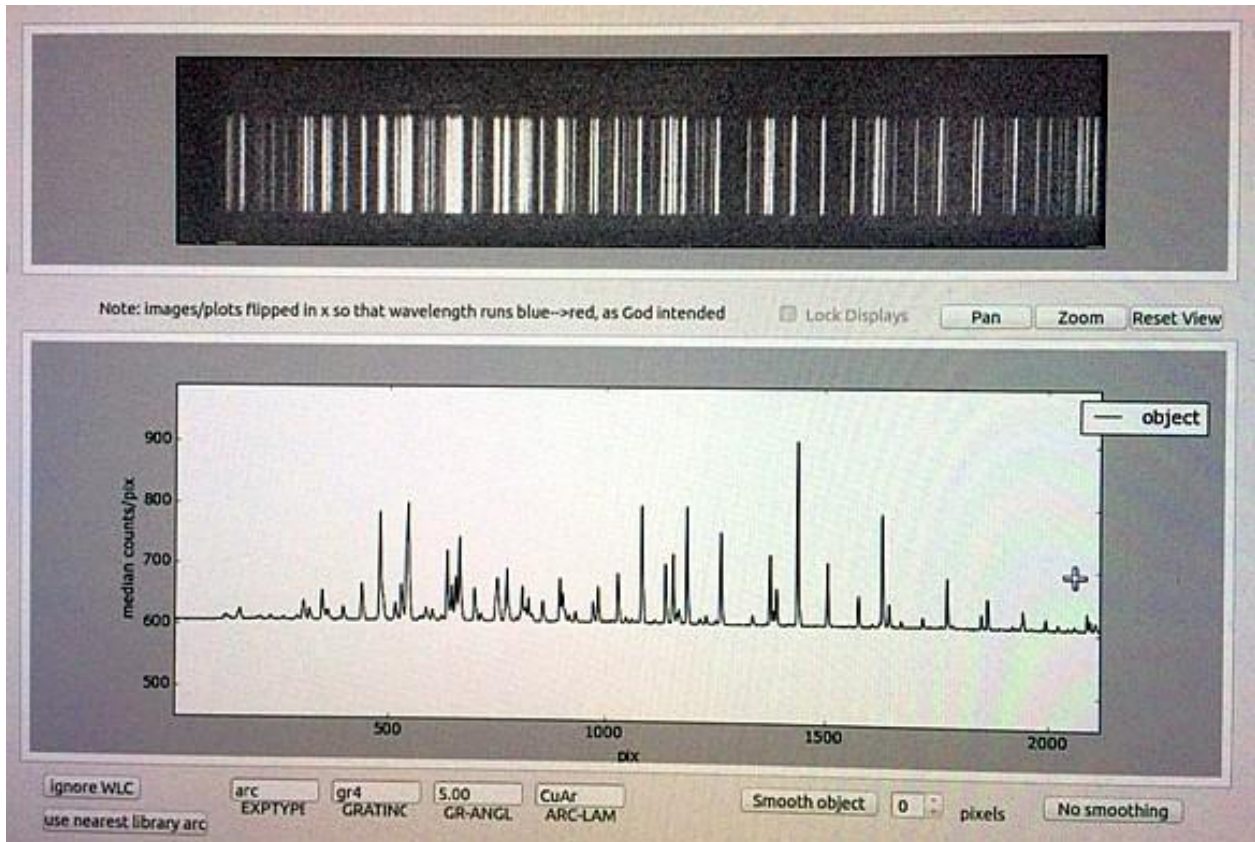 Note: images/plots flipped in x so that wavelength runs blue-->red, as God intended
Lock Displays
Pan
Zoom
Reset View
object
900
800
700
600
500
median counts/pix
500
1000
1500
2000
pix
ignore WLC
use nearest library arc
arc
EXPTYPE
gr4
GRATINC
5.00
GR-ANGL
CuAr
ARC-LAM
Smooth object
0
pixels
No smoothing